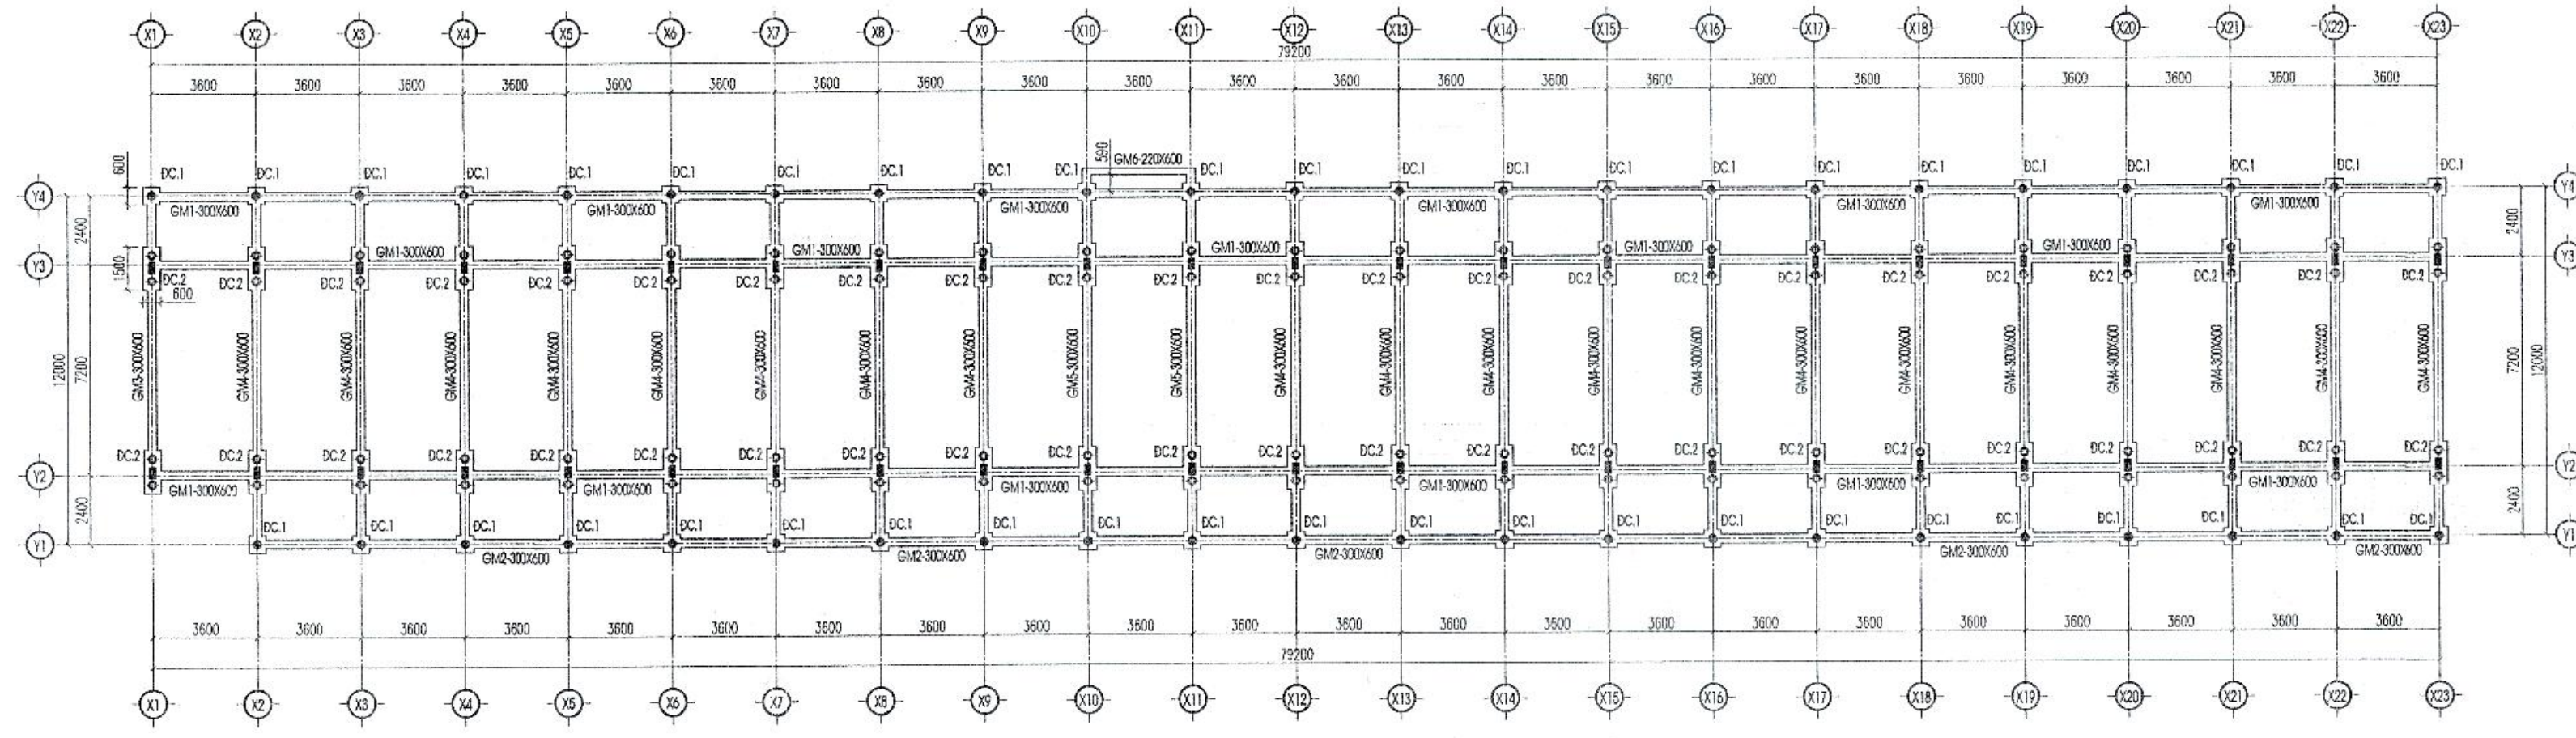 X1 X2 X3 X4 X5 X6 X7 X8 X9 X10 X11 X12 X13 X14 X15 X16 X17 X18 X19 X20 X21 X22 X23
79200
3600 3600 3600 3600 3600 3600 3600 3600 3600 3600 3600 3600 3600 3600 3600 3600 3600 3600 3600 3600 3600 3600
600 590 GM6-220X600
ĐC.1 ĐC.1 ĐC.1 ĐC.1 ĐC.1 ĐC.1 ĐC.1 ĐC.1 ĐC.1 ĐC.1 ĐC.1 ĐC.1 ĐC.1 ĐC.1 ĐC.1 ĐC.1 ĐC.1 ĐC.1 ĐC.1 ĐC.1 ĐC.1 ĐC.1 ĐC.1
Y4 Y4
GM1-300X600 GM1-300X600 GM1-300X600 GM1-300X600 GM1-300X600 GM1-300X600
2400 2400
GM1-300X600 GM1-300X600 GM1-300X600 GM1-300X600 GM1-300X600
Y3 1500 Y3
ĐC.2 ĐC.2 ĐC.2 ĐC.2 ĐC.2 ĐC.2 ĐC.2 ĐC.2 ĐC.2 ĐC.2 ĐC.2 ĐC.2 ĐC.2 ĐC.2 ĐC.2 ĐC.2 ĐC.2 ĐC.2 ĐC.2 ĐC.2 ĐC.2 ĐC.2 ĐC.2
600
12000 7200 GM3-300X600 GM4-300X600 GM4-300X600 GM4-300X600 GM4-300X600 GM4-300X600 GM4-300X600 GM4-300X600 GM4-300X600 GM5-300X600 GM5-300X600 GM4-300X600 GM4-300X600 GM4-300X600 GM4-300X600 GM4-300X600 GM4-300X600 GM4-300X600 GM4-300X600 GM4-300X600 GM4-300X600 GM4-300X600 GM4-300X600 7200 12000
ĐC.2 ĐC.2 ĐC.2 ĐC.2 ĐC.2 ĐC.2 ĐC.2 ĐC.2 ĐC.2 ĐC.2 ĐC.2 ĐC.2 ĐC.2 ĐC.2 ĐC.2 ĐC.2 ĐC.2 ĐC.2 ĐC.2 ĐC.2 ĐC.2 ĐC.2 ĐC.2
Y2 Y2
GM1-300X600 GM1-300X600 GM1-300X600 GM1-300X600 GM1-300X600 GM1-300X600
2400 2400
ĐC.1 ĐC.1 ĐC.1 ĐC.1 ĐC.1 ĐC.1 ĐC.1 ĐC.1 ĐC.1 ĐC.1 ĐC.1 ĐC.1 ĐC.1 ĐC.1 ĐC.1 ĐC.1 ĐC.1 ĐC.1 ĐC.1 ĐC.1 ĐC.1 ĐC.1
Y1 Y1
GM2-300X600 GM2-300X600 GM2-300X600 GM2-300X600 GM2-300X600
3600 3600 3600 3600 3600 3600 3600 3600 3600 3600 3600 3600 3600 3600 3600 3600 3600 3600 3600 3600 3600 3600
79200
X1 X2 X3 X4 X5 X6 X7 X8 X9 X10 X11 X12 X13 X14 X15 X16 X17 X18 X19 X20 X21 X22 X23